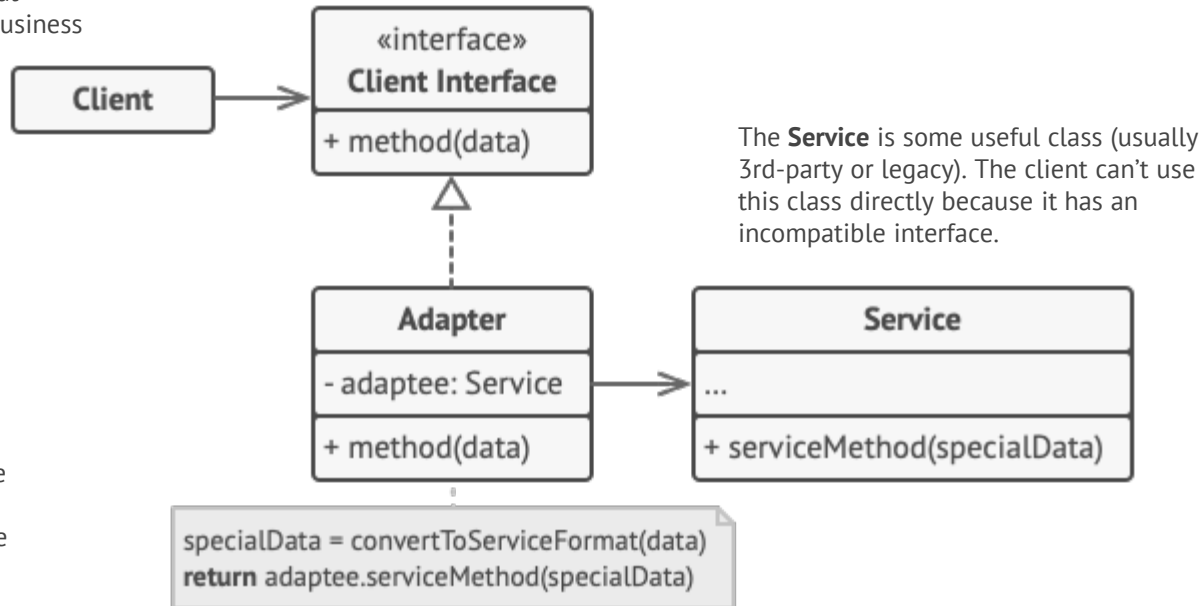 usiness
«interface»
Client Interface
+ method(data)
Client
The Service is some useful class (usually
3rd-party or legacy). The client can’t use
this class directly because it has an
incompatible interface.
Adapter
- adaptee: Service
+ method(data)
Service
...
+ serviceMethod(specialData)
e
e
specialData = convertToServiceFormat(data)
return adaptee.serviceMethod(specialData)